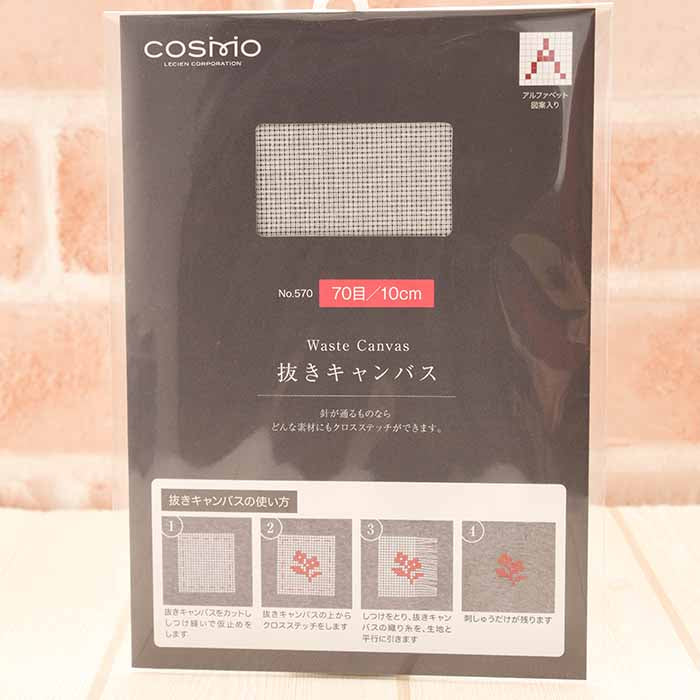 COSMO
LECIEN CORPORATION
アルファベット
図案入り
No.570 70目/10cm
Waste Canvas
抜きキャンバス
針が通るものなら
どんな素材にもクロスステッチができます。
抜きキャンバスの使い方
1
抜きキャンバスをカットし
しつけ縫いで仮止めを
します
2
抜きキャンバスの上から
クロスステッチをします
3
しつけをとり、抜きキャン
バスの織り糸を、生地と
平行に引きます
4
刺しゅうだけが残ります